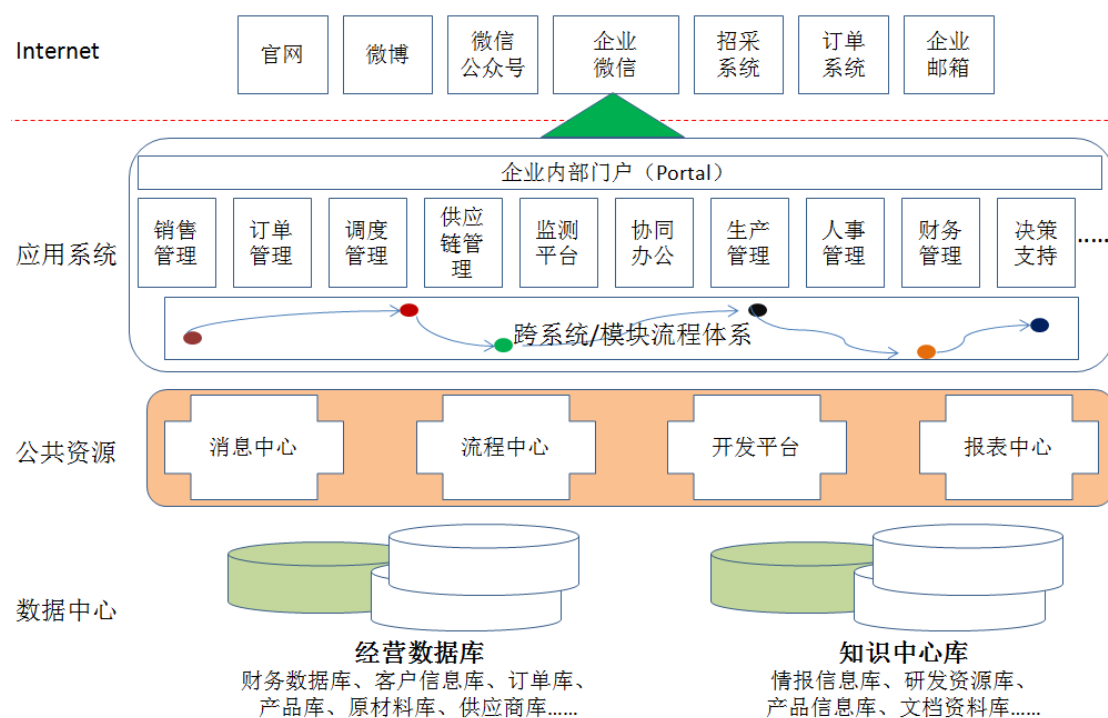 Internet
官网
微博
微信
公众号
企业
微信
招采
系统
订单
系统
企业
邮箱
企业内部门户（Portal）
应用系统
销售
管理
订单
管理
调度
管理
供应
链管
理
监测
平台
协同
办公
生产
管理
人事
管理
财务
管理
决策
支持
.....
跨系统/模块流程体系
公共资源
消息中心
流程中心
开发平台
报表中心
数据中心
经营数据库
财务数据库、客户信息库、订单库、
产品库、原材料库、供应商库......
知识中心库
情报信息库、研发资源库、
产品信息库、文档资料库......